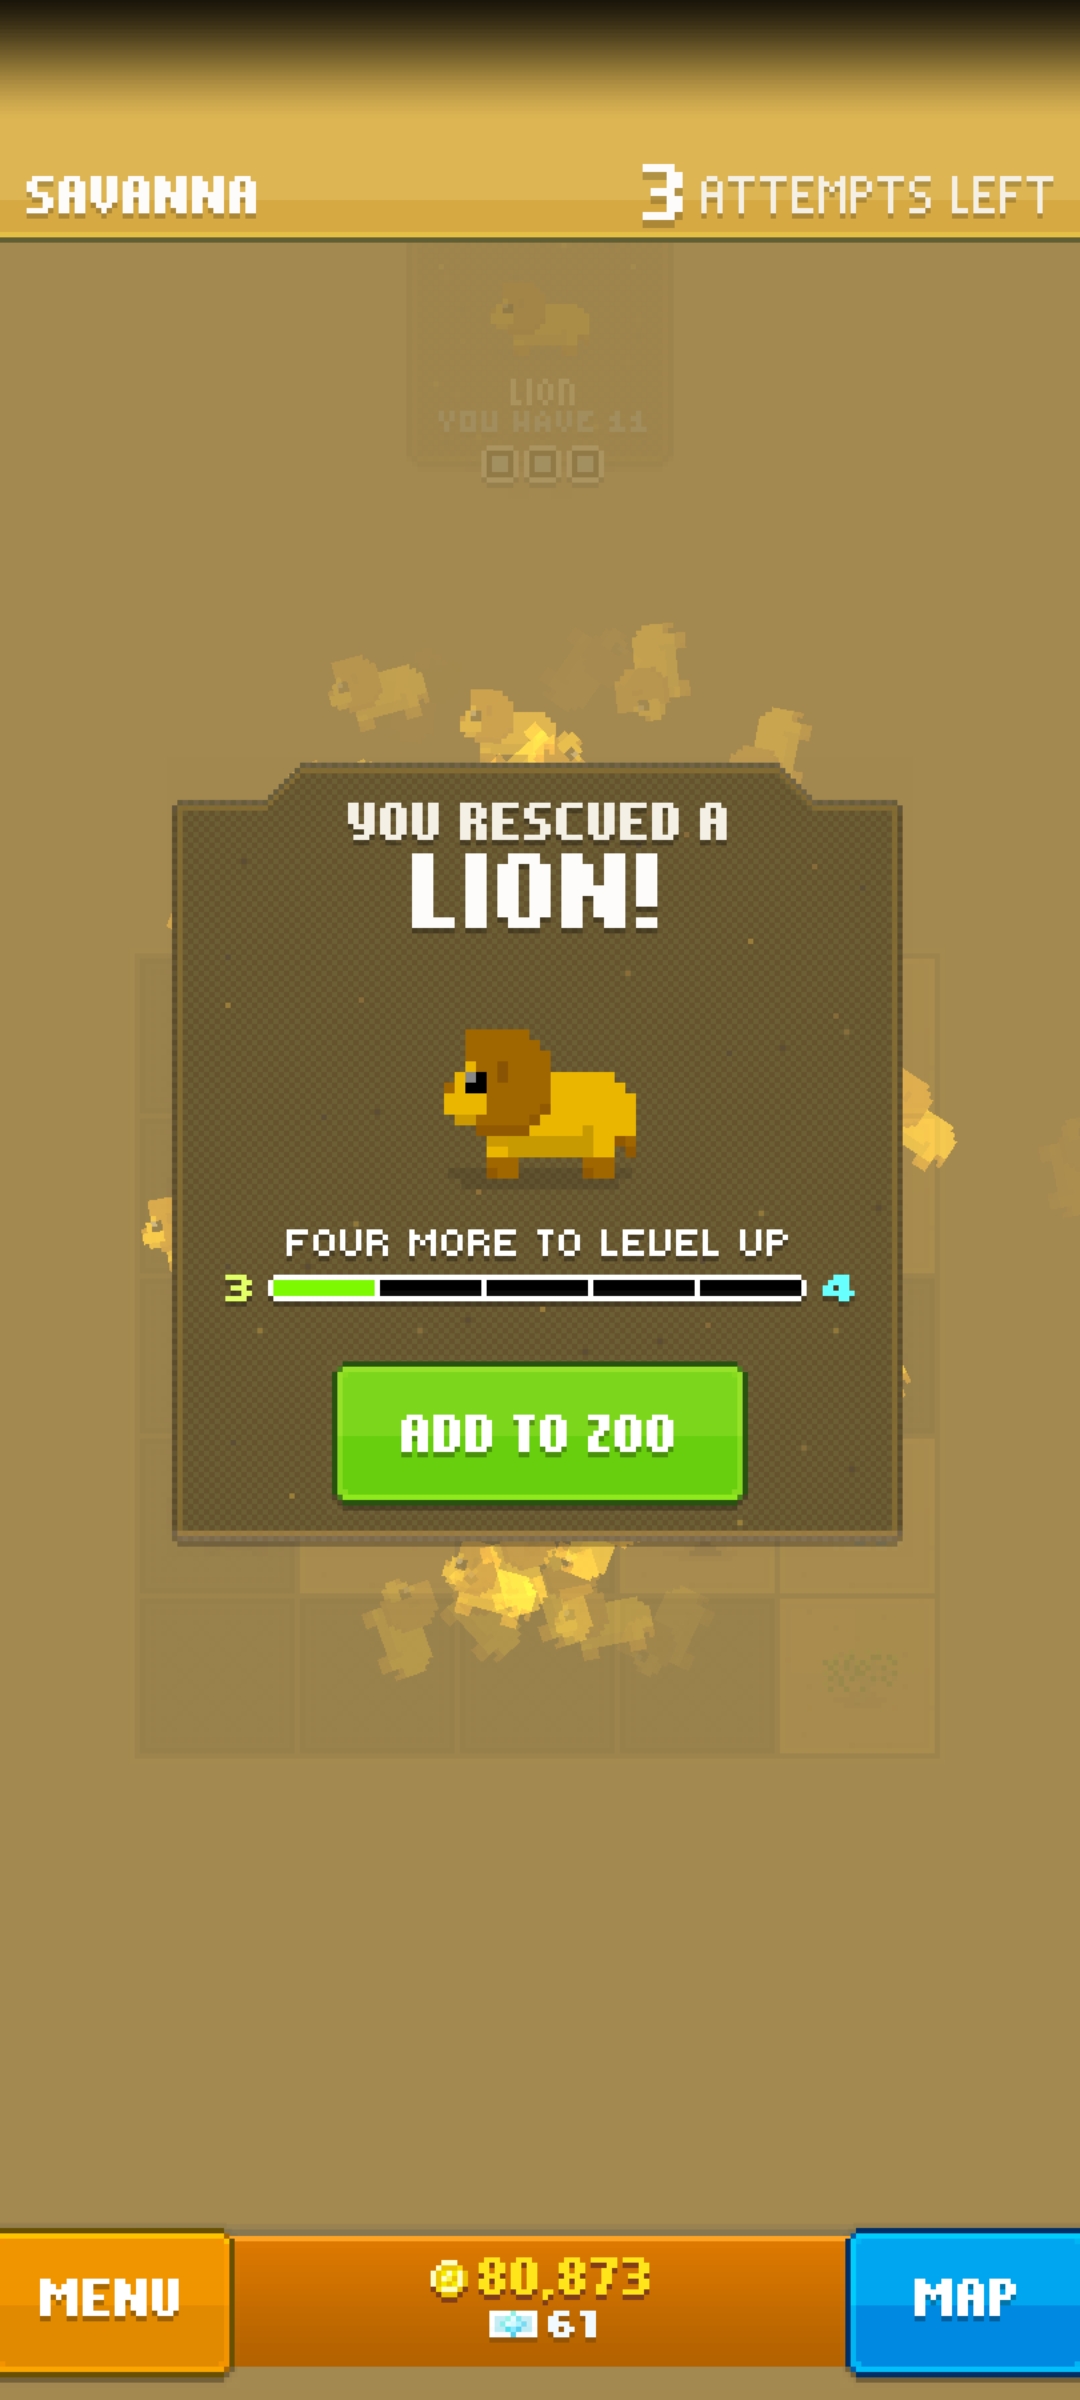 SAVANNA
3 ATTEMPTS LEFT
LION
YOU HAVE 11
YOU RESCUED A
LION!
FOUR MORE TO LEVEL UP
3 4
ADD TO ZOO
MENU
80,873
61
MAP